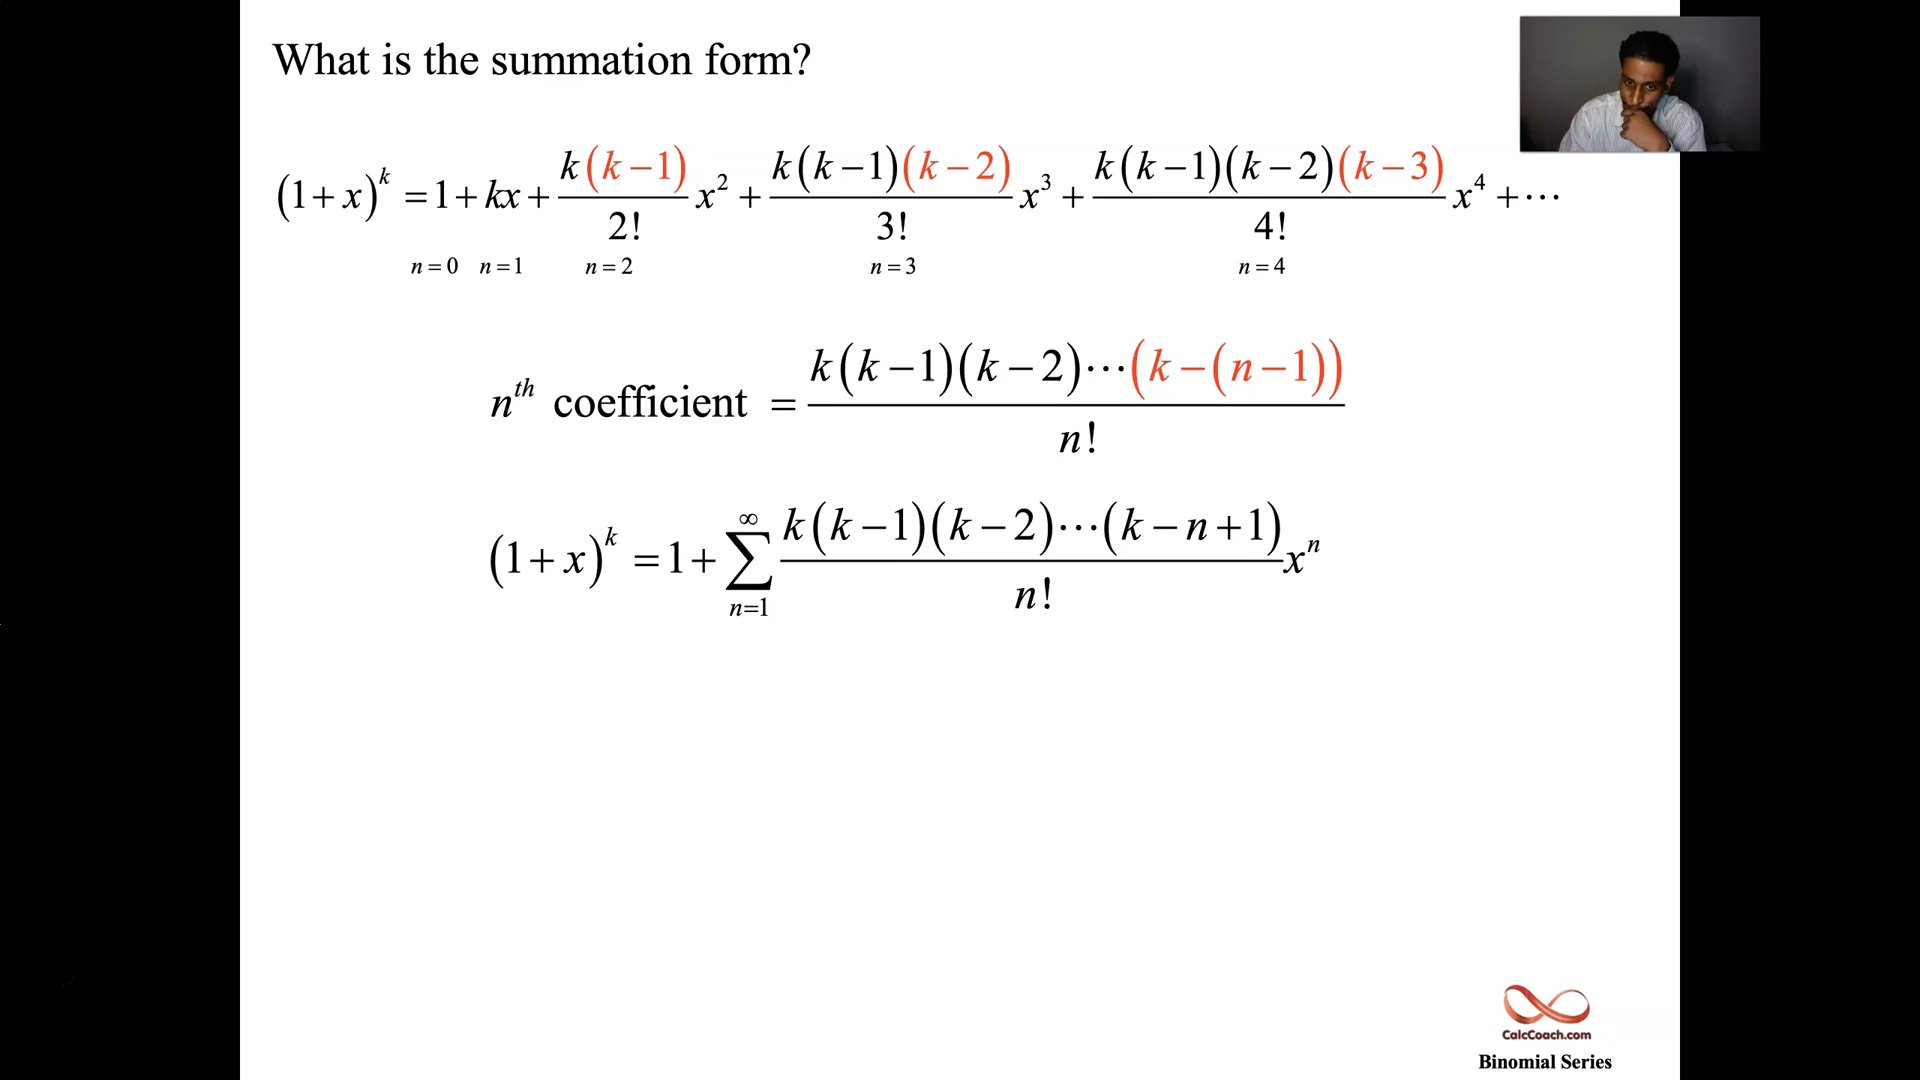 What is the summation form?
(1+x)^k = 1 + kx + k(k−1)/2! x^2 + k(k−1)(k−2)/3! x^3 + k(k−1)(k−2)(k−3)/4! x^4 + ⋯
n=0 n=1 n=2 n=3 n=4
n^th coefficient = k(k−1)(k−2)⋯(k−(n−1))/n!
(1+x)^k = 1 + ∑_{n=1}^{∞} k(k−1)(k−2)⋯(k−n+1)/n! x^n
CalcCoach.com
Binomial Series